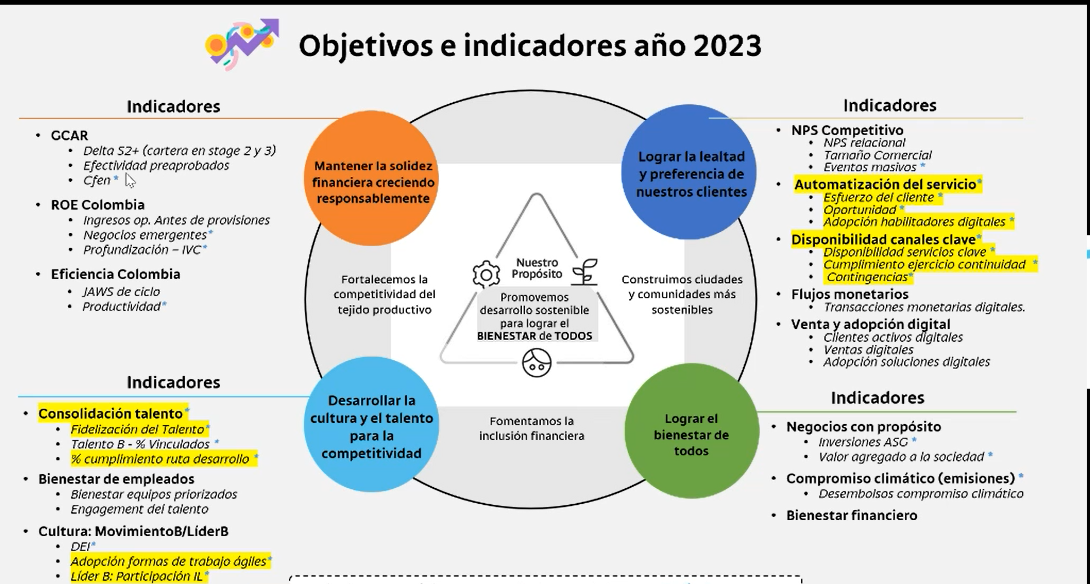 Objetivos e indicadores año 2023
Indicadores
• GCAR
• Delta S2+ (cartera en stage 2 y 3)
• Efectividad preaprobados
• Cfen *
• ROE Colombia
• Ingresos op. Antes de provisiones
• Negocios emergentes*
• Profundización – IVC*
• Eficiencia Colombia
• JAWS de ciclo
• Productividad*
Mantener la solidez
financiera creciendo
responsablemente
Lograr la lealtad
y preferencia de
nuestros clientes
Indicadores
• NPS Competitivo
• NPS relacional
• Tamaño Comercial
• Eventos masivos *
• Automatización del servicio*
• Esfuerzo del cliente *
• Oportunidad *
• Adopción habilitadores digitales *
• Disponibilidad canales clave*
• Disponibilidad servicios clave *
• Cumplimiento ejercicio continuidad *
• Contingencias*
• Flujos monetarios
• Transacciones monetarias digitales.
• Venta y adopción digital
• Clientes activos digitales
• Ventas digitales
• Adopción soluciones digitales
Fortalecemos la
competitividad del
tejido productivo
Nuestro
Propósito
Promovemos
desarrollo sostenible
para lograr el
BIENESTAR de TODOS
Construimos ciudades
y comunidades más
sostenibles
Indicadores
• Consolidación talento*
• Fidelización del Talento*
• Talento B - % Vinculados *
• % cumplimiento ruta desarrollo *
• Bienestar de empleados
• Bienestar equipos priorizados
• Engagement del talento
• Cultura: MovimientoB/LíderB
• DEI*
• Adopción formas de trabajo ágiles*
• Líder B: Participación IL*
Desarrollar la
cultura y el talento
para la
competitividad
Fomentamos la
inclusión financiera
Lograr el
bienestar de
todos
Indicadores
• Negocios con propósito
• Inversiones ASG *
• Valor agregado a la sociedad *
• Compromiso climático (emisiones) *
• Desembolsos compromiso climático
• Bienestar financiero